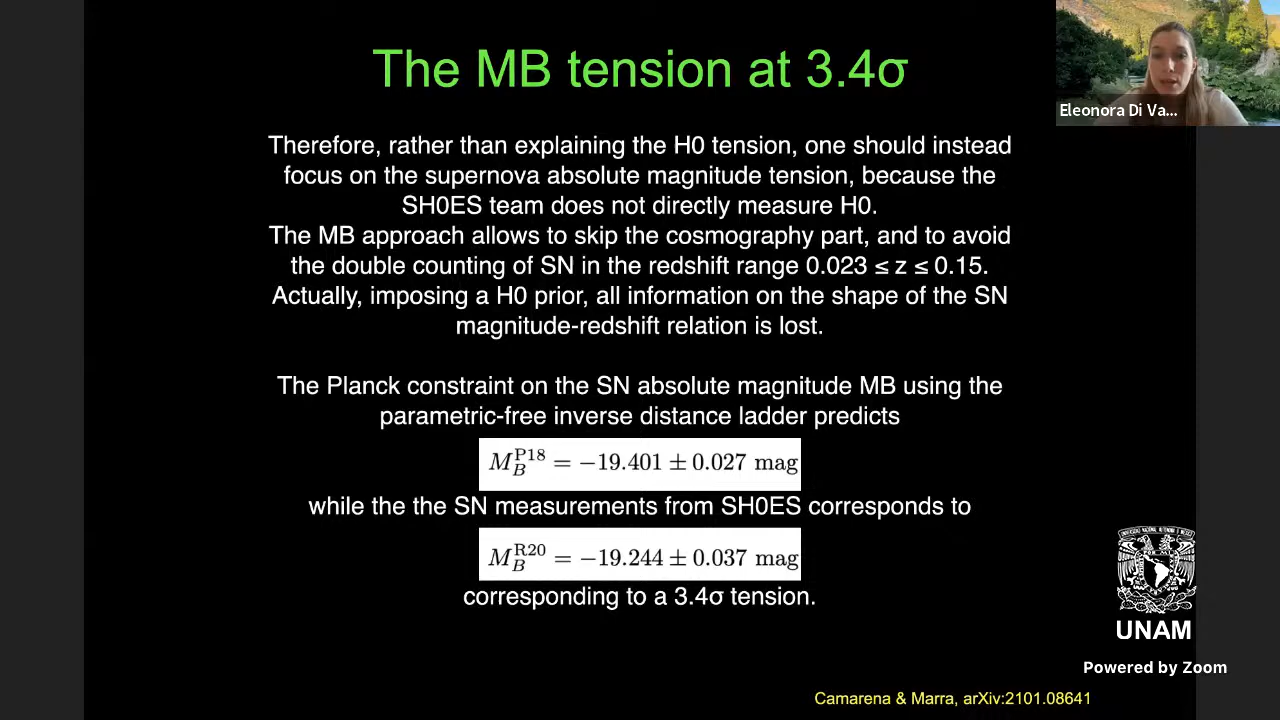 The MB tension at 3.4σ
Eleonora Di Va...
Therefore, rather than explaining the H0 tension, one should instead
focus on the supernova absolute magnitude tension, because the
SH0ES team does not directly measure H0.
The MB approach allows to skip the cosmography part, and to avoid
the double counting of SN in the redshift range 0.023 ≤ z ≤ 0.15.
Actually, imposing a H0 prior, all information on the shape of the SN
magnitude-redshift relation is lost.
The Planck constraint on the SN absolute magnitude MB using the
parametric-free inverse distance ladder predicts
M_B^P18 = −19.401 ± 0.027 mag
while the the SN measurements from SH0ES corresponds to
M_B^R20 = −19.244 ± 0.037 mag
corresponding to a 3.4σ tension.
UNAM
Powered by Zoom
Camarena & Marra, arXiv:2101.08641